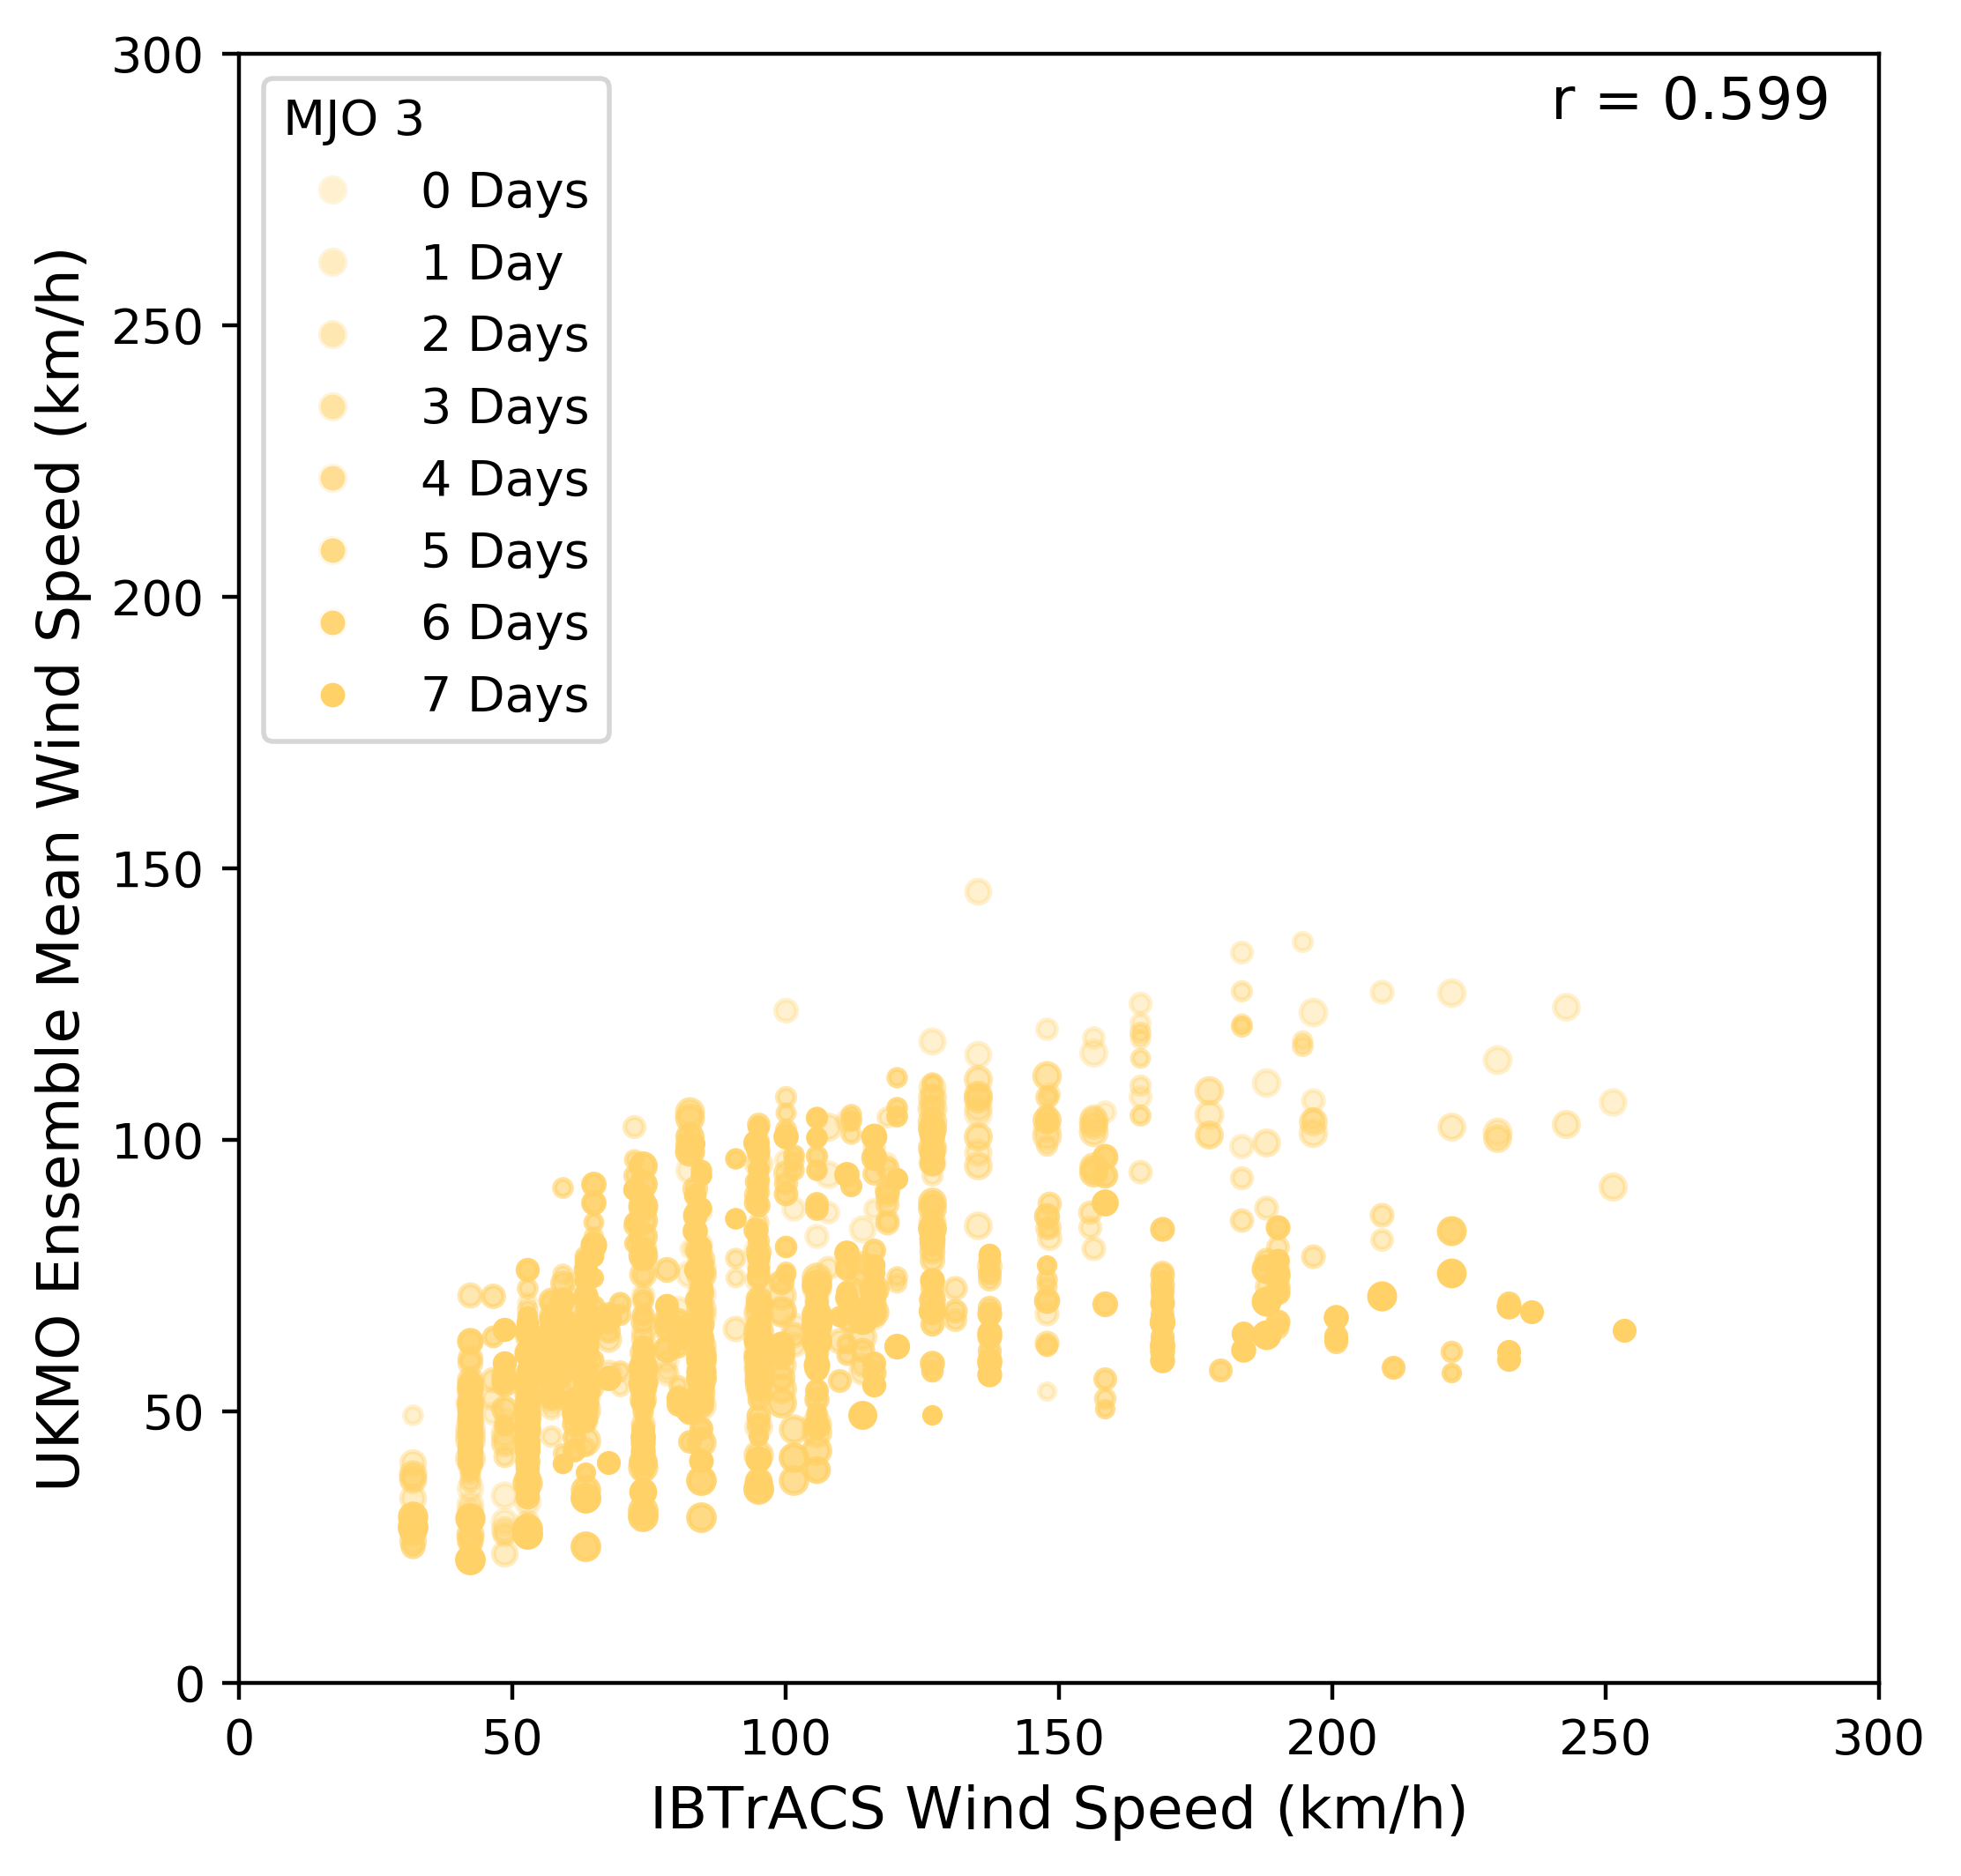 r = 0.599
MJO 3
0 Days
1 Day
2 Days
3 Days
4 Days
5 Days
6 Days
7 Days
UKMO Ensemble Mean Wind Speed (km/h)
300
250
200
150
100
50
0
0 50 100 150 200 250 300
IBTrACS Wind Speed (km/h)